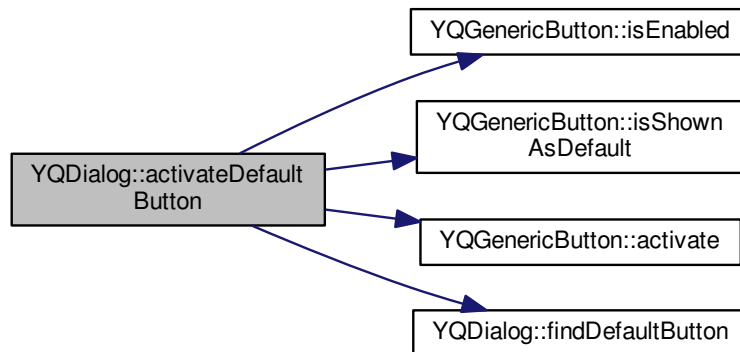 YQGenericButton::isEnabled
YQGenericButton::isShown
AsDefault
YQDialog::activateDefault
Button
YQGenericButton::activate
YQDialog::findDefaultButton